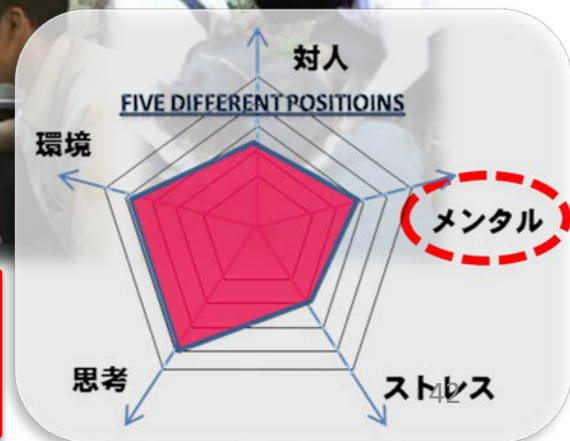 対人
FIVE DIFFERENT POSITIOINS
環境
メンタル
思考
ストレス
42